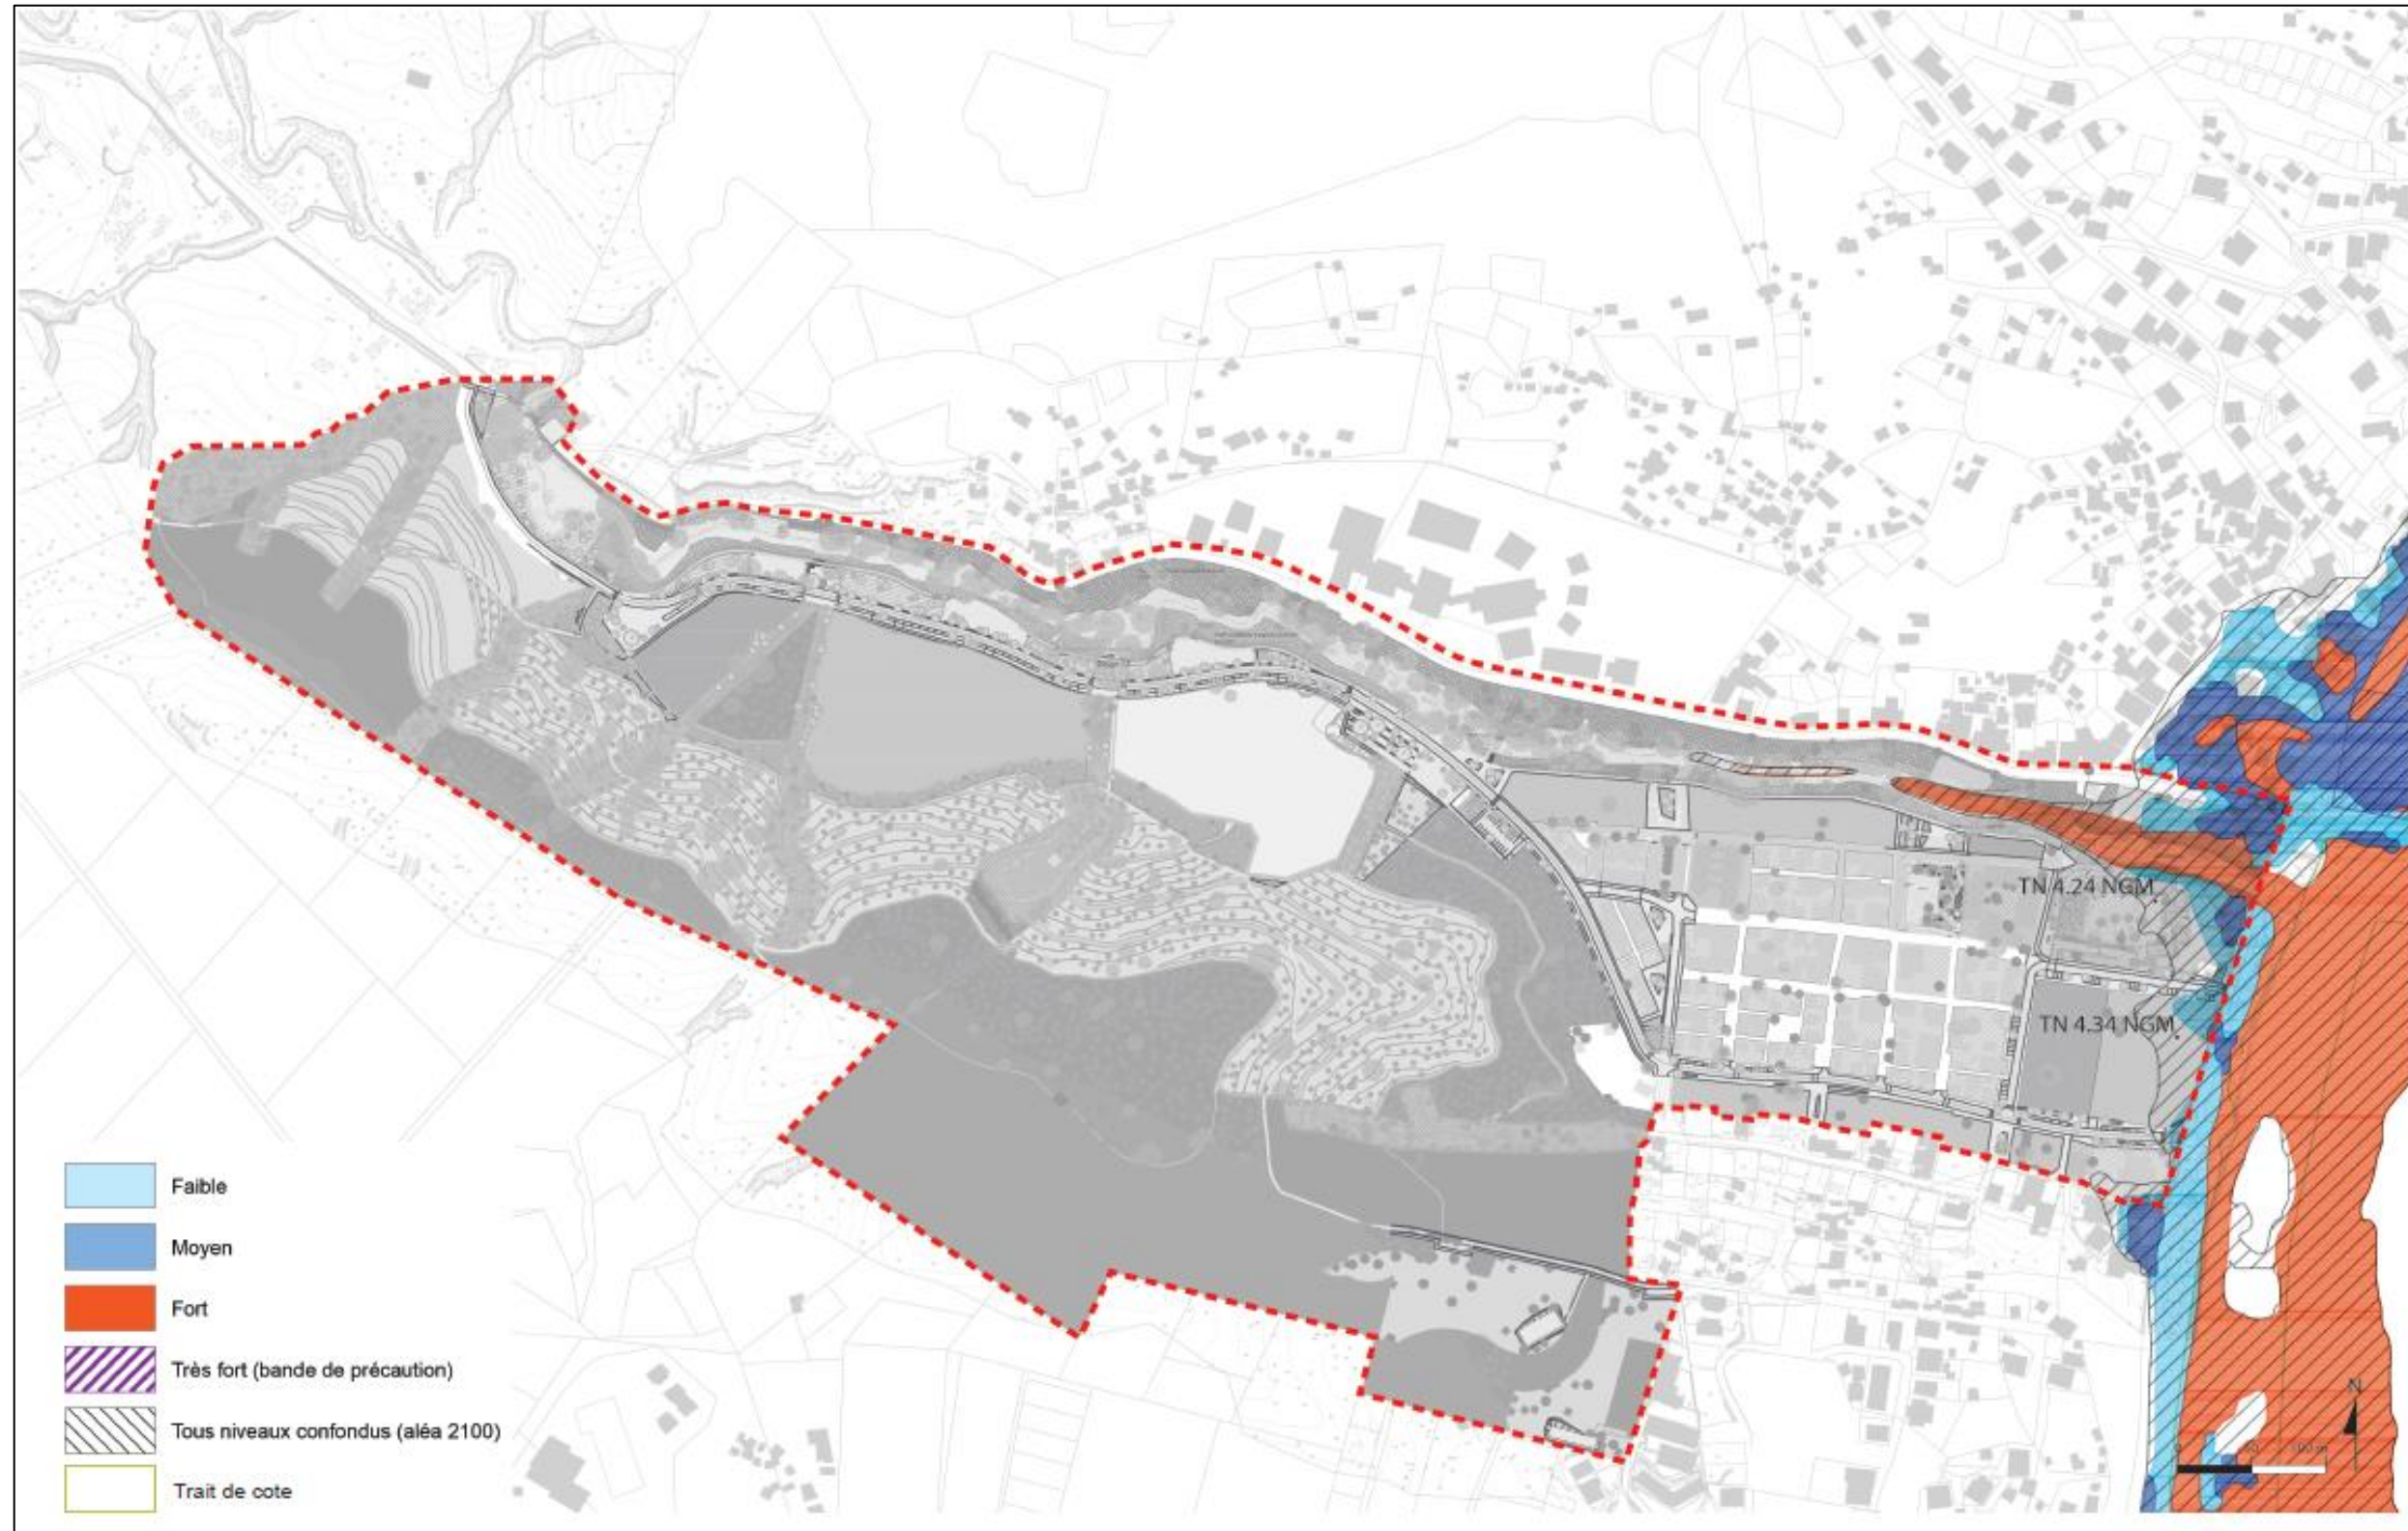 TN 4.24 NGM
TN 4.34 NGM
Faible
Moyen
Fort
Très fort (bande de précaution)
Tous niveaux confondus (aléa 2100)
Trait de cote
N